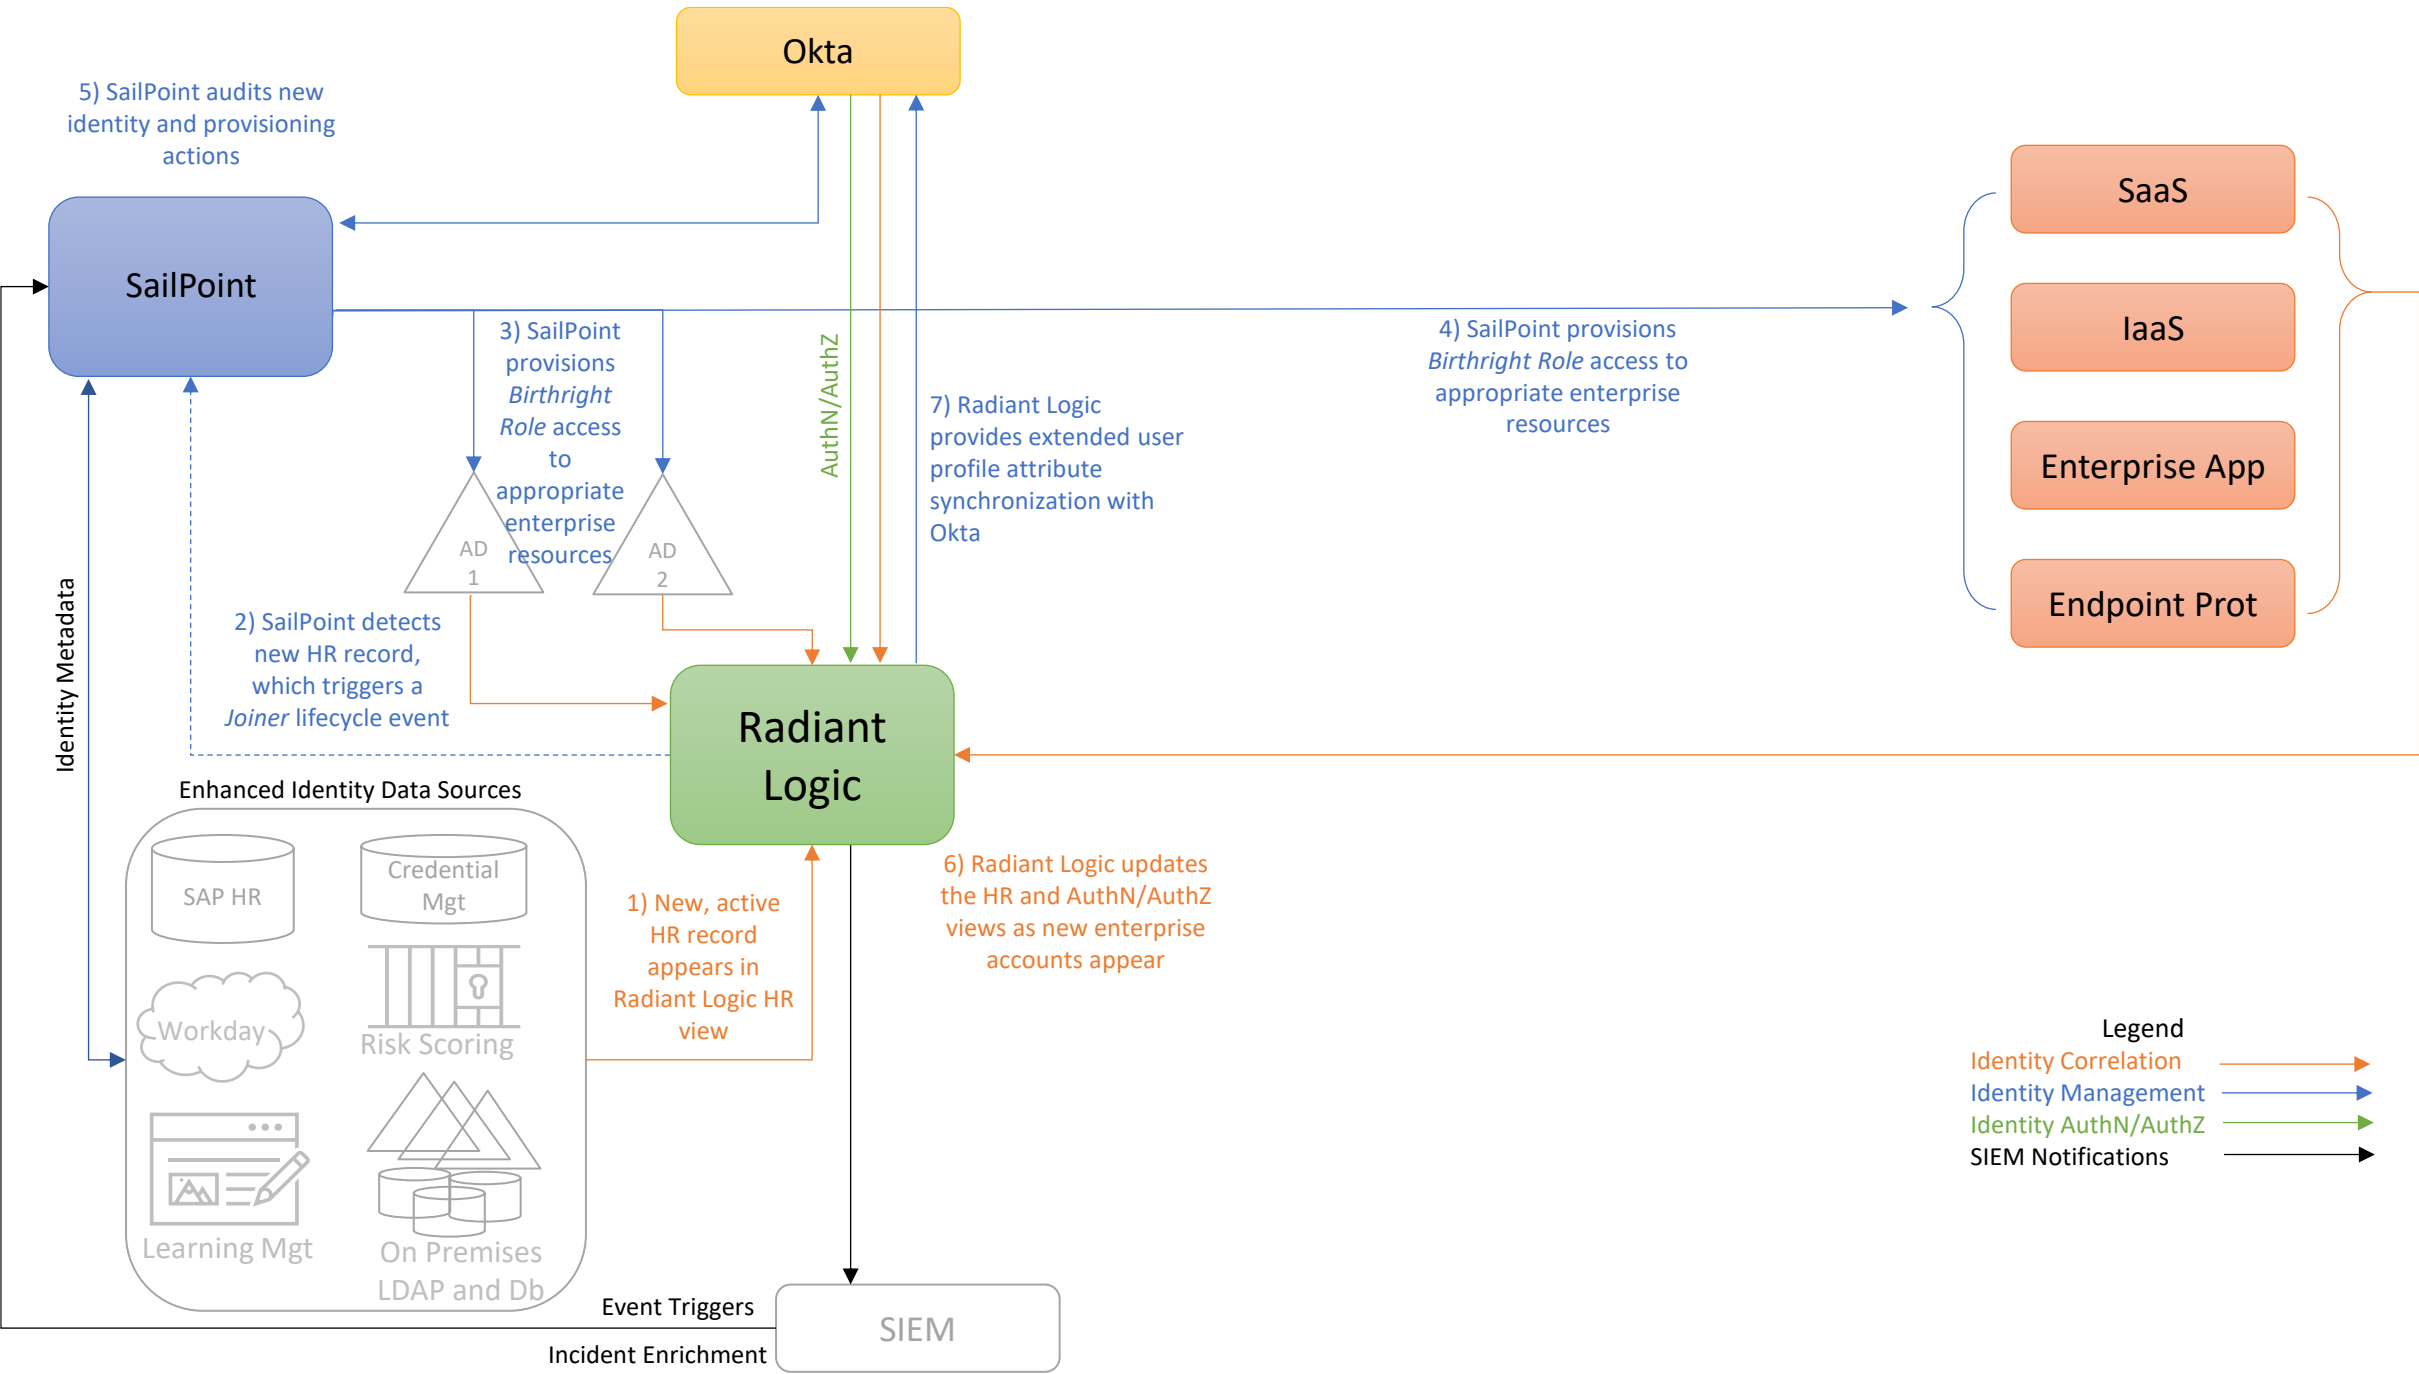 Okta
5) SailPoint audits new
identity and provisioning
actions
SailPoint
3) SailPoint
provisions
Birthright
Role access
to
appropriate
enterprise
resources
AD
1
AD
2
AuthN/AuthZ
7) Radiant Logic
provides extended user
profile attribute
synchronization with
Okta
4) SailPoint provisions
Birthright Role access to
appropriate enterprise
resources
SaaS
IaaS
Enterprise App
Endpoint Prot
Identity Metadata
2) SailPoint detects
new HR record,
which triggers a
Joiner lifecycle event
Radiant
Logic
Enhanced Identity Data Sources
SAP HR
Credential
Mgt
Workday
Risk Scoring
Learning Mgt
On Premises
LDAP and Db
1) New, active
HR record
appears in
Radiant Logic HR
view
6) Radiant Logic updates
the HR and AuthN/AuthZ
views as new enterprise
accounts appear
Event Triggers
Incident Enrichment
SIEM
Legend
Identity Correlation
Identity Management
Identity AuthN/AuthZ
SIEM Notifications